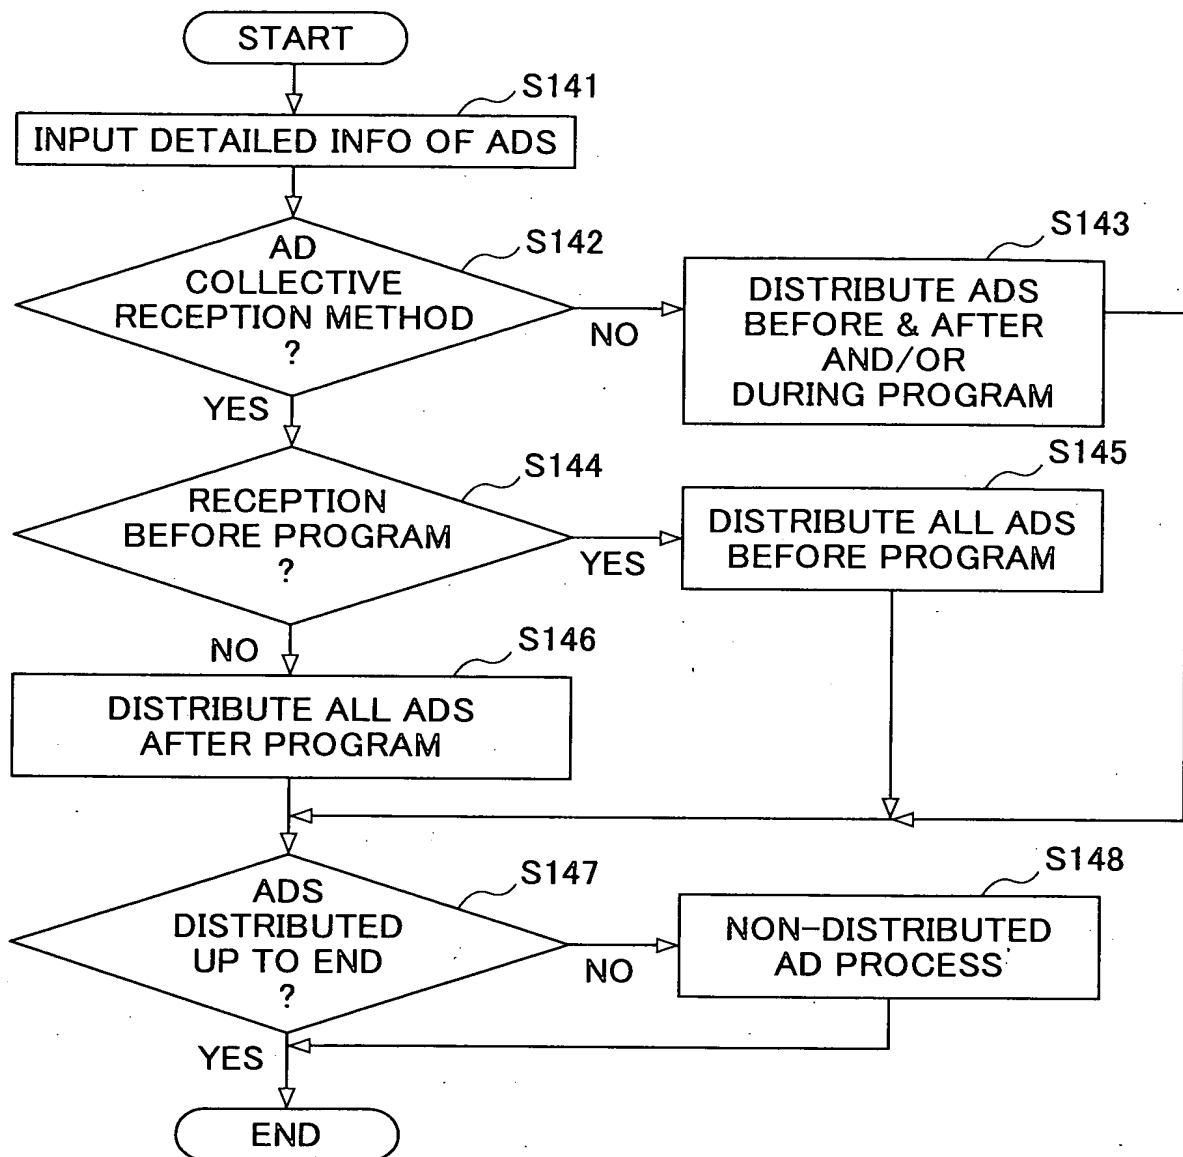 START
S141
INPUT DETAILED INFO OF ADS
S142
AD
COLLECTIVE
RECEPTION METHOD
?
NO
YES
S143
DISTRIBUTE ADS
BEFORE & AFTER
AND/OR
DURING PROGRAM
S144
RECEPTION
BEFORE PROGRAM
?
YES
NO
S145
DISTRIBUTE ALL ADS
BEFORE PROGRAM
S146
DISTRIBUTE ALL ADS
AFTER PROGRAM
S147
ADS
DISTRIBUTED
UP TO END
?
NO
YES
S148
NON-DISTRIBUTED
AD PROCESS
END